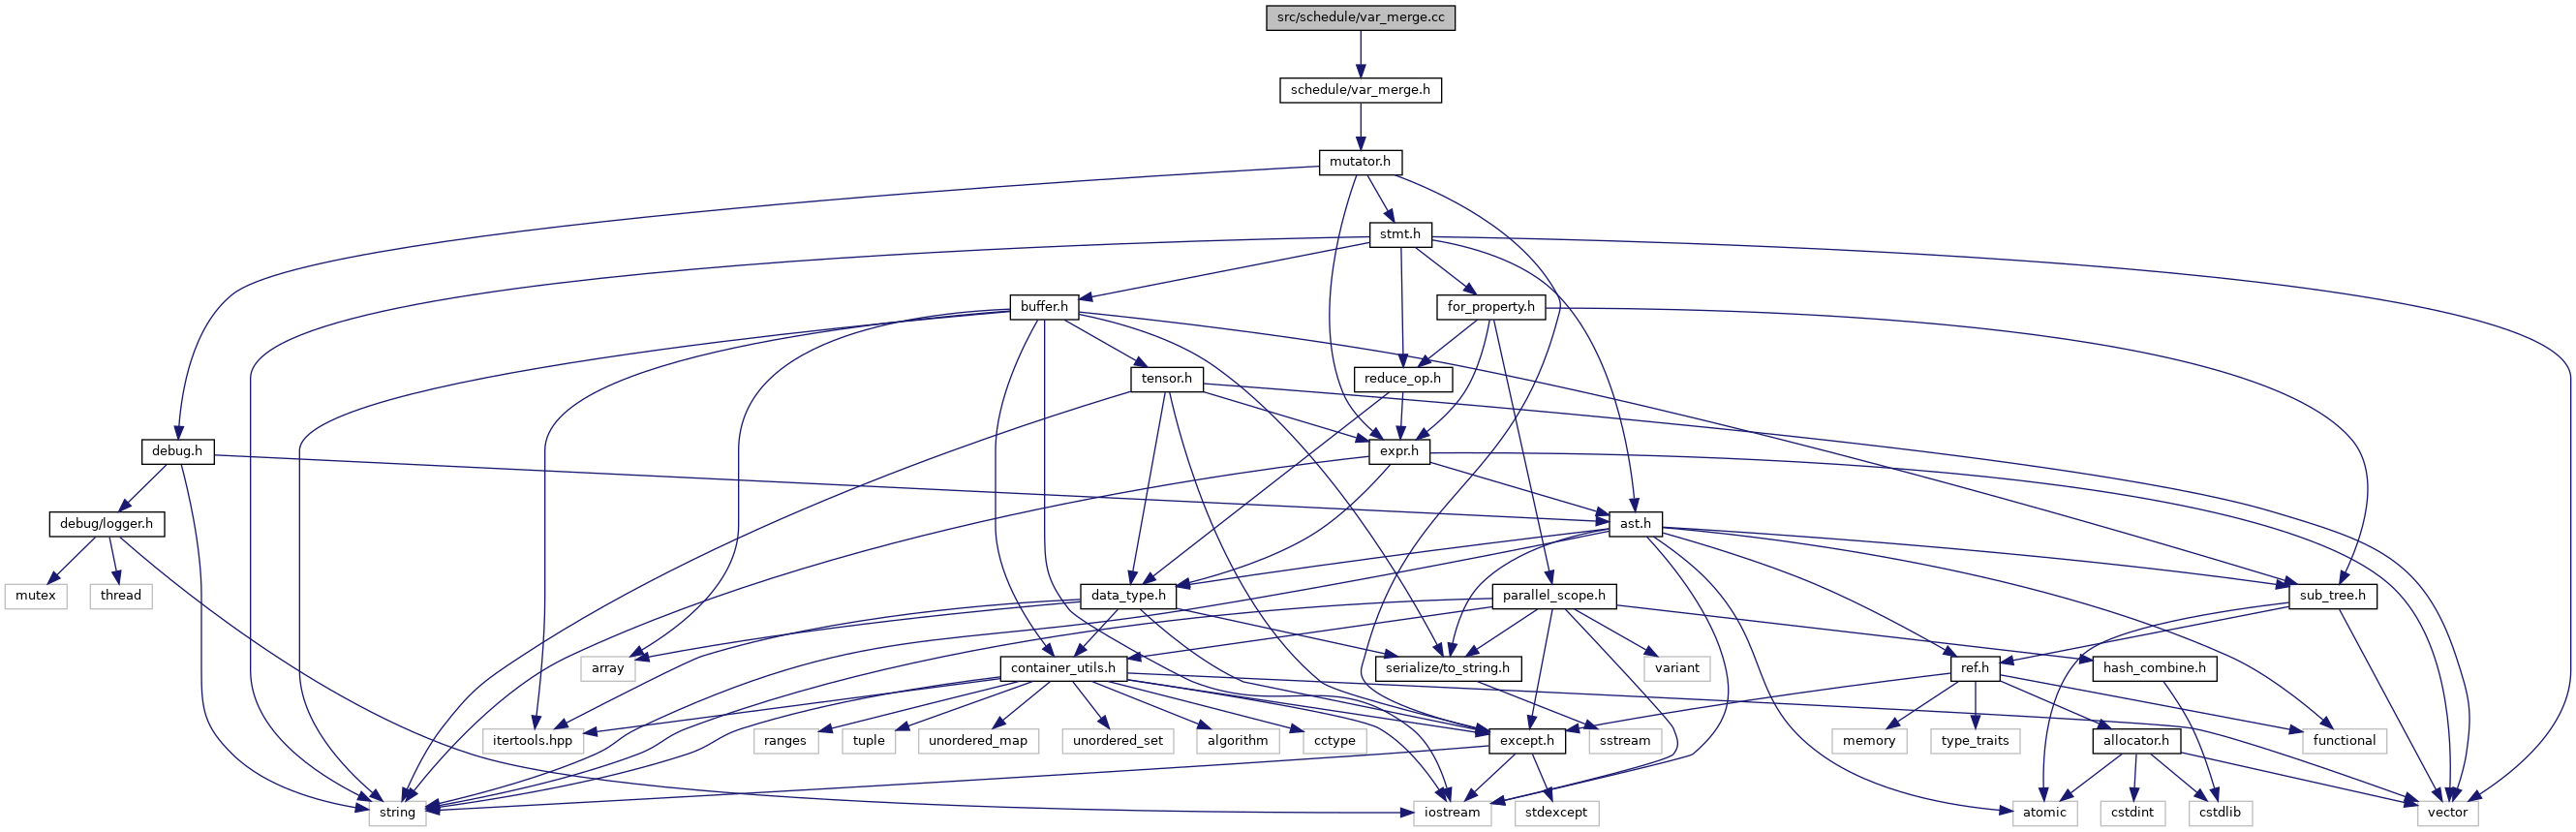 src/schedule/var_merge.cc
schedule/var_merge.h
mutator.h
stmt.h
buffer.h
for_property.h
tensor.h
reduce_op.h
debug.h
expr.h
debug/logger.h
ast.h
mutex
thread
data_type.h
parallel_scope.h
sub_tree.h
array
container_utils.h
serialize/to_string.h
variant
ref.h
hash_combine.h
itertools.hpp
ranges
tuple
unordered_map
unordered_set
algorithm
cctype
except.h
sstream
memory
type_traits
allocator.h
functional
string
iostream
stdexcept
atomic
cstdint
cstdlib
vector